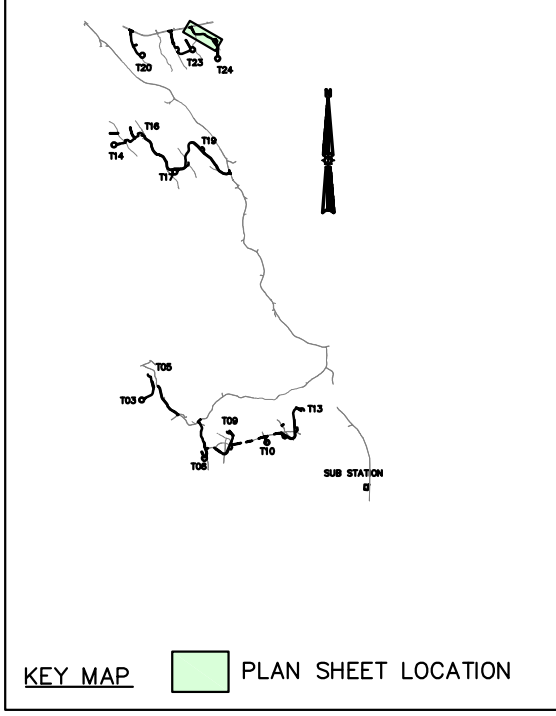 T20
T23
T24
T16
T19
T14
T17
T05
T03
T09
T13
T10
SUB STATION
KEY MAP
PLAN SHEET LOCATION